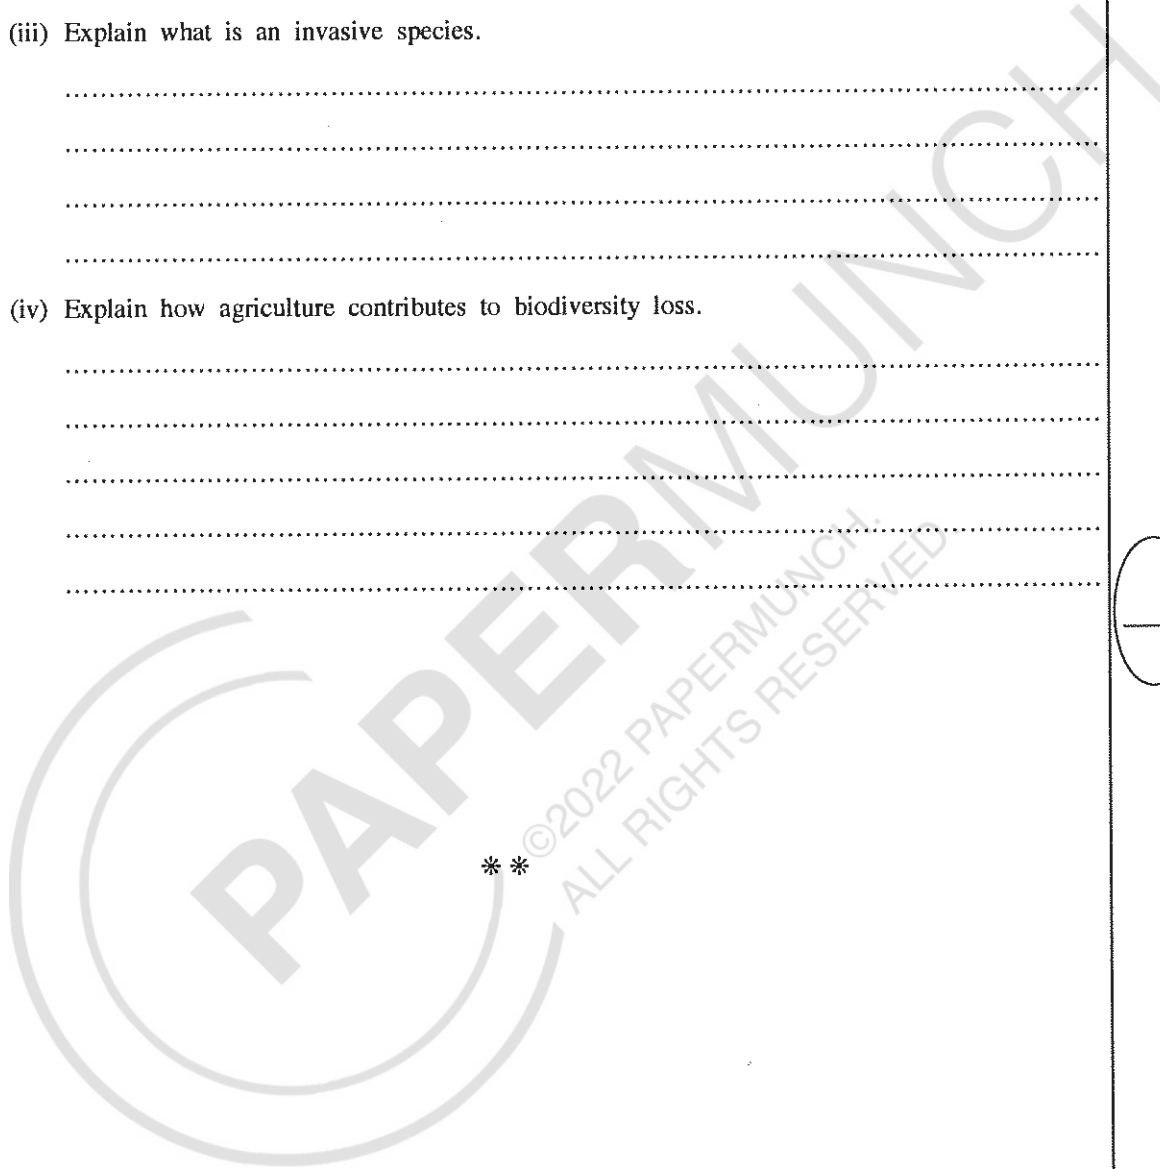 (iii) Explain what is an invasive species.
................................................................................
................................................................................
................................................................................
................................................................................
(iv) Explain how agriculture contributes to biodiversity loss.
................................................................................
................................................................................
................................................................................
................................................................................
................................................................................
PAPERMUNCH
©2022 PAPERMUNCH.
ALL RIGHTS RESERVED.
**